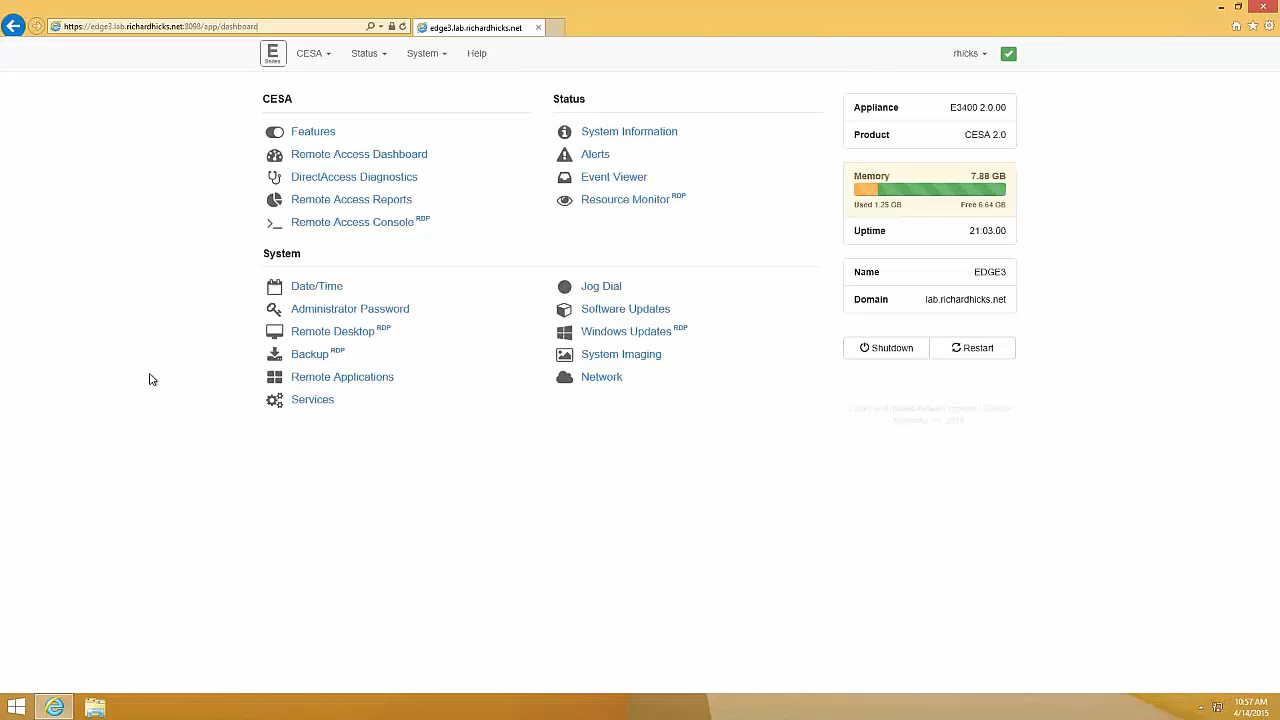 https://edge3.lab.richardhicks.net:8098/app/dashboard
edge3.lab.richardhicks.net
E Series
CESA
Status
System
Help
rhicks
CESA
Features
Remote Access Dashboard
DirectAccess Diagnostics
Remote Access Reports
Remote Access Console RDP
Status
System Information
Alerts
Event Viewer
Resource Monitor RDP
System
Date/Time
Administrator Password
Remote Desktop RDP
Backup RDP
Remote Applications
Services
Jog Dial
Software Updates
Windows Updates RDP
System Imaging
Network
Appliance E3400 2.0.00
Product CESA 2.0
Memory 7.88 GB
Used 1.25 GB Free 6.64 GB
Uptime 21:03.00
Name EDGE3
Domain lab.richardhicks.net
Shutdown Restart
10:57 AM
4/14/2015